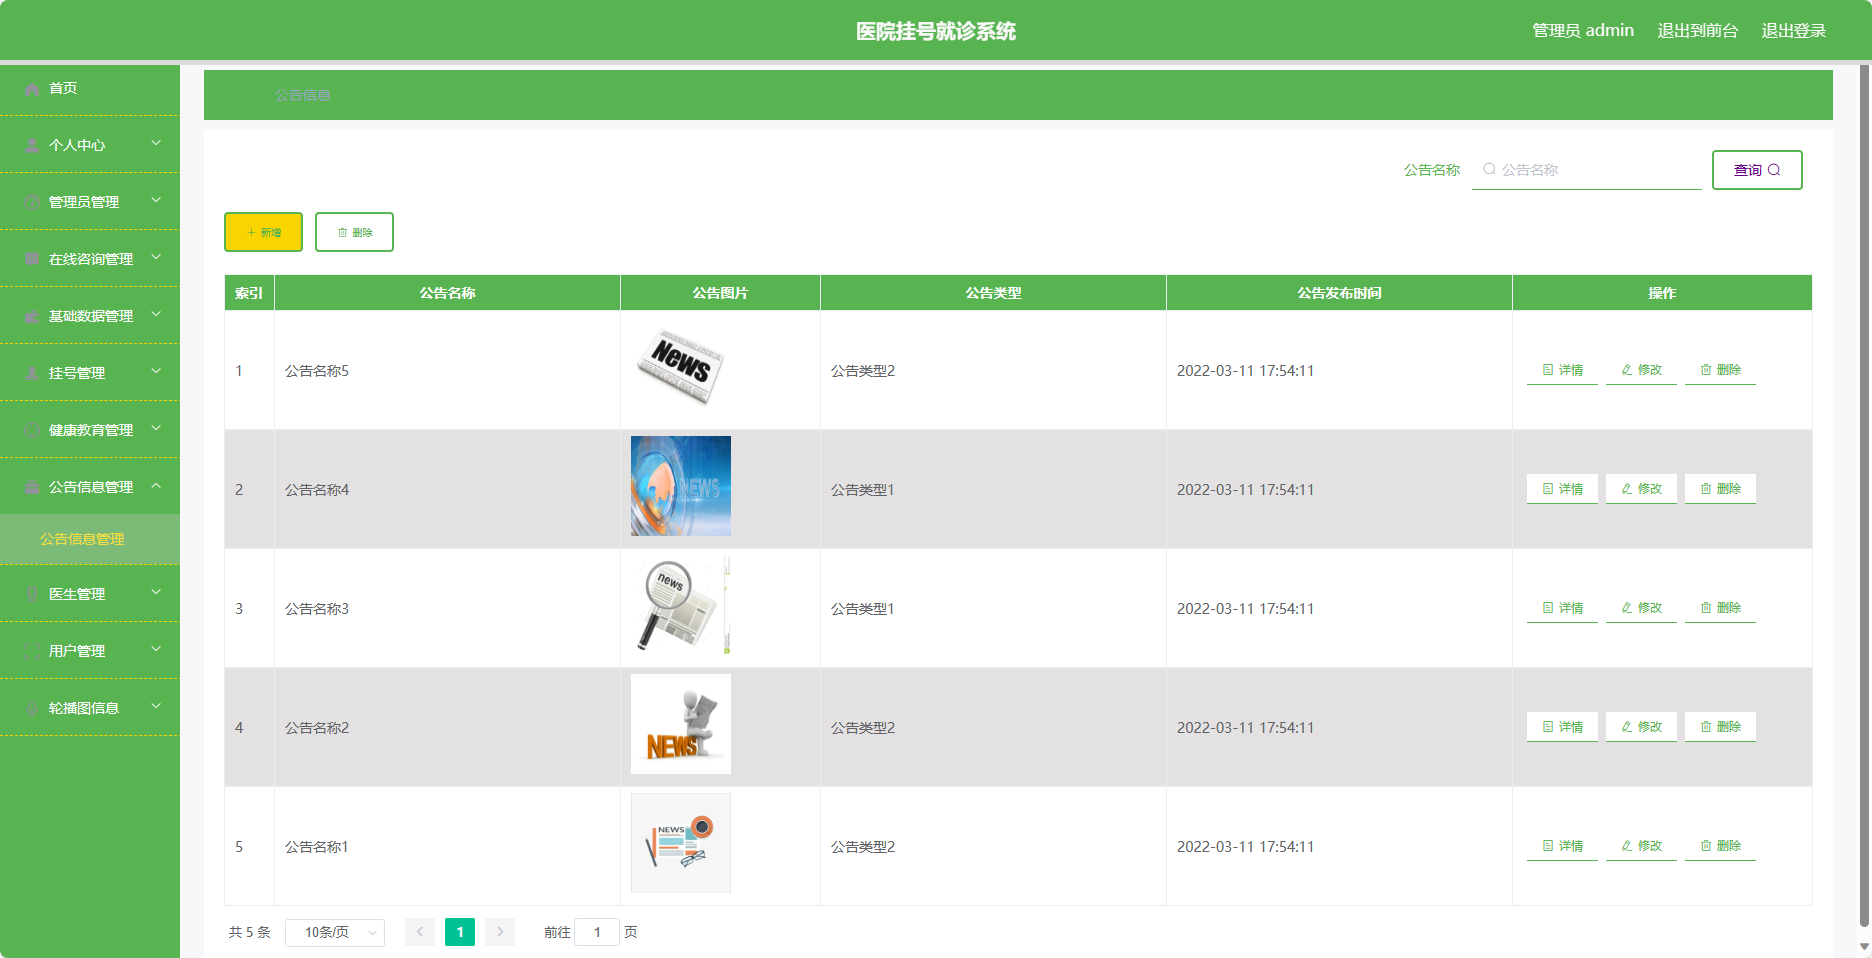 医院挂号就诊系统
管理员 admin 退出到前台 退出登录
首页
个人中心
管理员管理
在线咨询管理
基础数据管理
挂号管理
健康教育管理
公告信息管理
公告信息管理
医生管理
用户管理
轮播图信息
公告信息
公告名称 公告名称 查询
新增 删除
索引 公告名称 公告图片 公告类型 公告发布时间 操作
1 公告名称5 News 公告类型2 2022-03-11 17:54:11 详情 修改 删除
2 公告名称4 NEWS 公告类型1 2022-03-11 17:54:11 详情 修改 删除
3 公告名称3 news 公告类型1 2022-03-11 17:54:11 详情 修改 删除
4 公告名称2 NEWS 公告类型2 2022-03-11 17:54:11 详情 修改 删除
5 公告名称1 NEWS 公告类型2 2022-03-11 17:54:11 详情 修改 删除
共 5 条 10条/页 1 前往 1 页